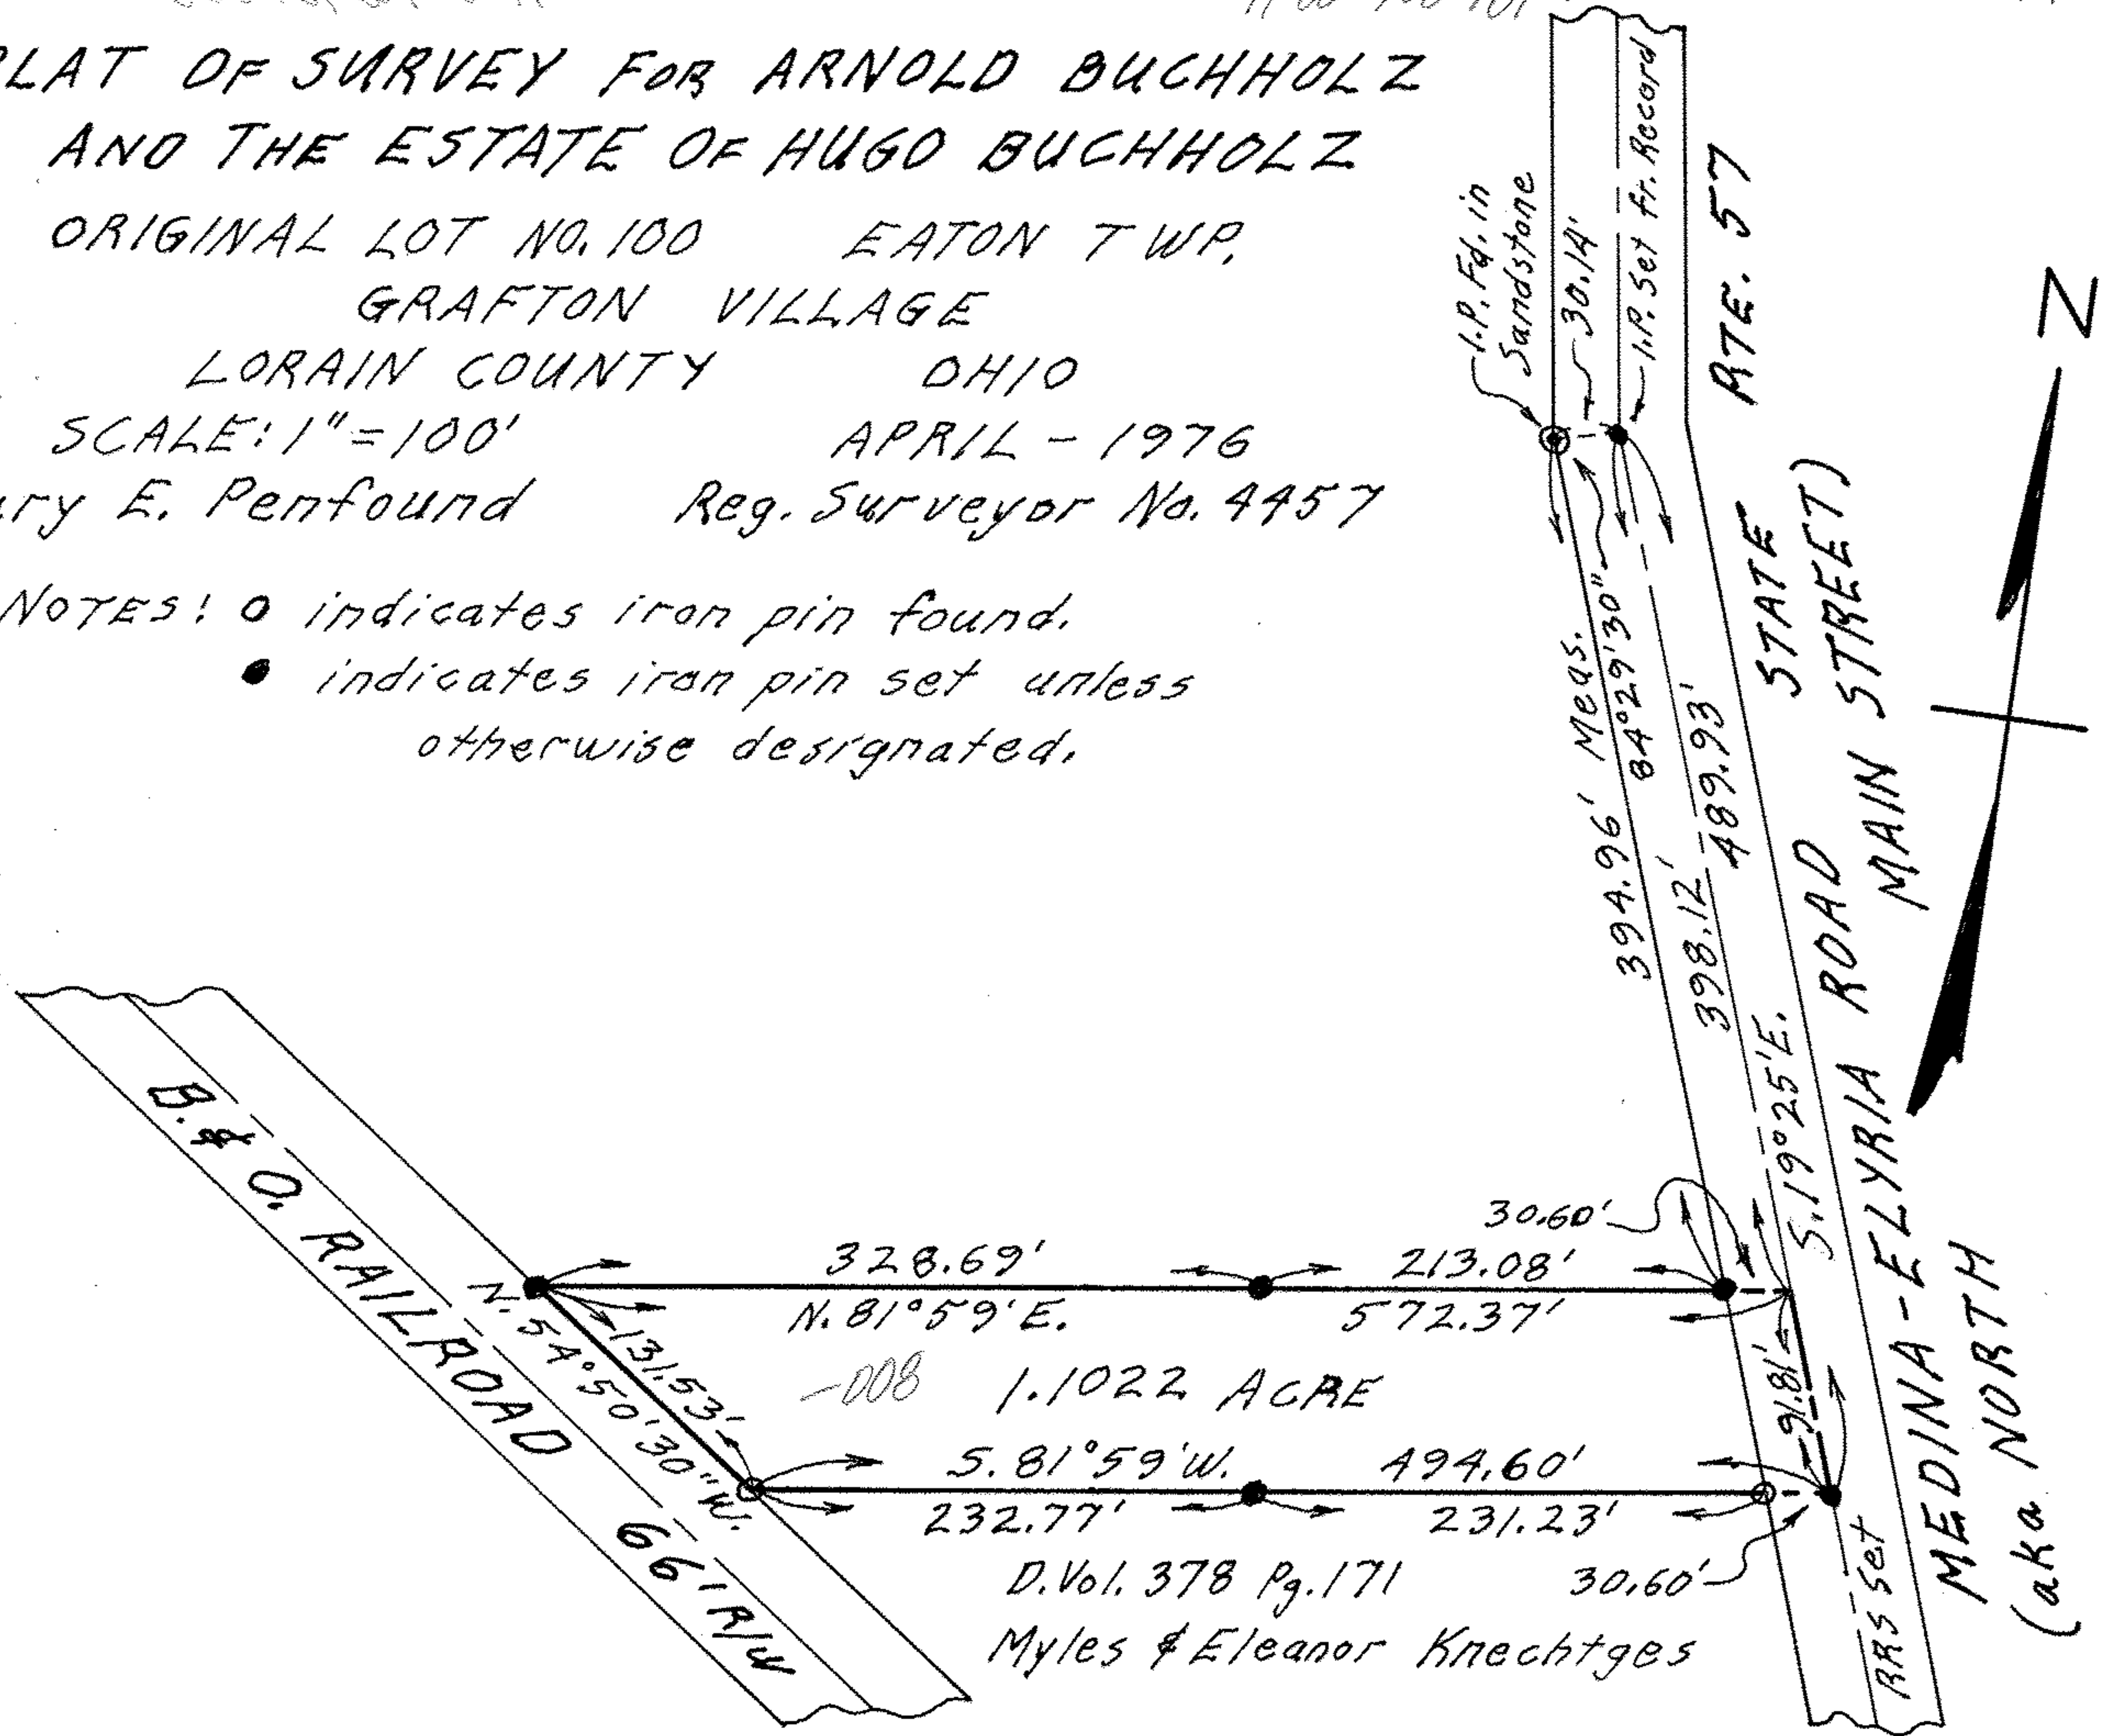 PLAT OF SURVEY FOR ARNOLD BUCHHOLZ
AND THE ESTATE OF HUGO BUCHHOLZ
ORIGINAL LOT NO. 100 EATON TWP.
GRAFTON VILLAGE
LORAIN COUNTY OHIO
SCALE: 1" = 100' APRIL - 1976
E. Penfound Reg. Surveyor No. 4457
NOTES: o indicates iron pin found.
● indicates iron pin set unless
otherwise designated.
I.P. Fd. in
Sandstone
30.14'
I.P. Set fr. Record
STATE RTE. 57
N
394.96' Meas.
84°29'30"
398.12'
489.93'
S. 19°25' E.
MEDINA-ELYRIA ROAD
(aka NORTH MAIN STREET)
B. & O. RAILROAD 66' R/W
30.60'
328.69' 213.08'
N. 81°59' E. 572.37'
131.53'
N. 54°50'30" W.
-008 1.1022 ACRE
91.81'
S. 81°59' W. 494.60'
232.77' 231.23'
D. Vol. 378 Pg. 171
30.60'
Myles & Eleanor Knechtges
RRS Set